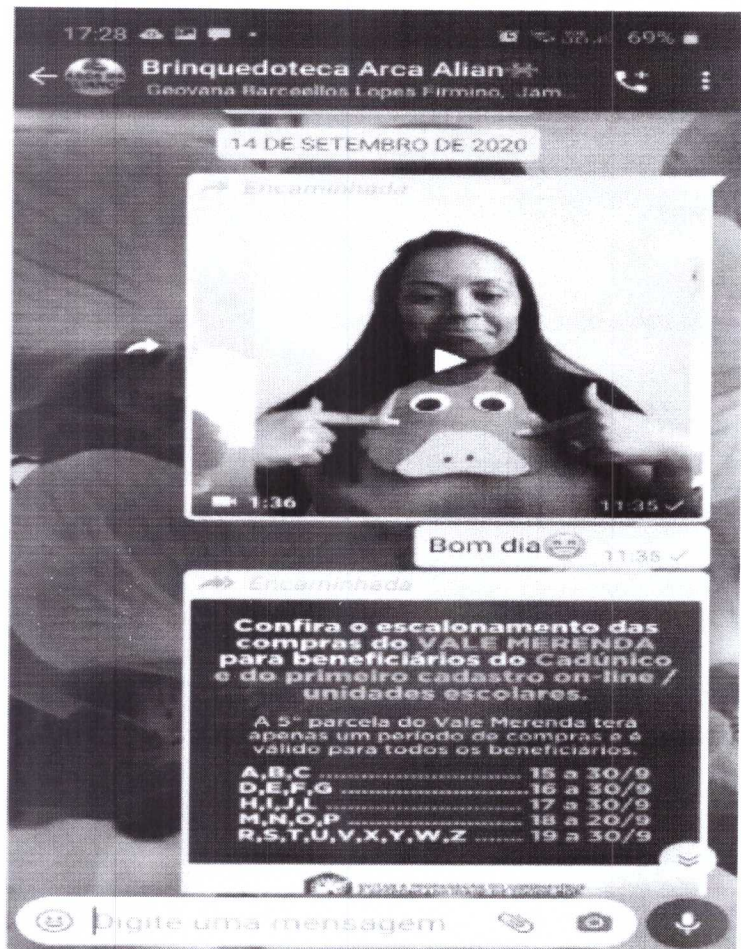 17:28
69%
Brinquedoteca Arca Alian
Geovana Barceellos Lopes Firmino, Jam...
14 DE SETEMBRO DE 2020
Encaminhada
1:36
11:35
Bom dia
11:35
Encaminhada
Confira o escalonamento das
compras do VALE MERENDA
para beneficiários do Cadúnico
e do primeiro cadastro on-line /
unidades escolares.
A 5ª parcela do Vale Merenda terá
apenas um período de compras e é
válido para todos os beneficiários.
A,B,C ........................... 15 a 30/9
D,E,F,G ........................ 16 a 30/9
H,I,J,L .......................... 17 a 30/9
M,N,O,P ....................... 18 a 20/9
R,S,T,U,V,X,Y,W,Z ....... 19 a 30/9
Digite uma mensagem